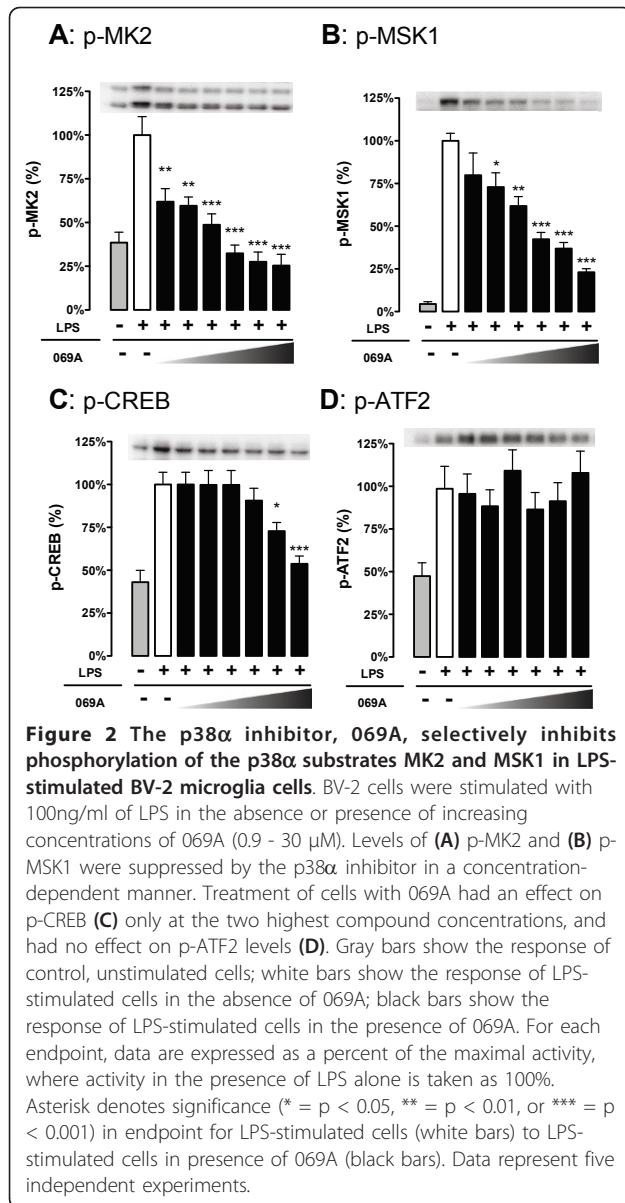 A: p-MK2
B: p-MSK1
125%
100%
75%
50%
25%
0%
p-MK2 (%)
** ** *** *** *** ***
LPS - + + + + + + +
069A - -
125%
100%
75%
50%
25%
0%
p-MSK1 (%)
* ** *** *** ***
LPS - + + + + + + +
069A - -
C: p-CREB
D: p-ATF2
125%
100%
75%
50%
25%
0%
p-CREB (%)
* ***
LPS - + + + + + + +
069A - -
125%
100%
75%
50%
25%
0%
p-ATF2 (%)
LPS - + + + + + + +
069A - -
Figure 2 The p38α inhibitor, 069A, selectively inhibits
phosphorylation of the p38α substrates MK2 and MSK1 in LPS-
stimulated BV-2 microglia cells. BV-2 cells were stimulated with
100ng/ml of LPS in the absence or presence of increasing
concentrations of 069A (0.9 - 30 μM). Levels of (A) p-MK2 and (B) p-
MSK1 were suppressed by the p38α inhibitor in a concentration-
dependent manner. Treatment of cells with 069A had an effect on
p-CREB (C) only at the two highest compound concentrations, and
had no effect on p-ATF2 levels (D). Gray bars show the response of
control, unstimulated cells; white bars show the response of LPS-
stimulated cells in the absence of 069A; black bars show the
response of LPS-stimulated cells in the presence of 069A. For each
endpoint, data are expressed as a percent of the maximal activity,
where activity in the presence of LPS alone is taken as 100%.
Asterisk denotes significance (* = p < 0.05, ** = p < 0.01, or *** = p
< 0.001) in endpoint for LPS-stimulated cells (white bars) to LPS-
stimulated cells in presence of 069A (black bars). Data represent five
independent experiments.